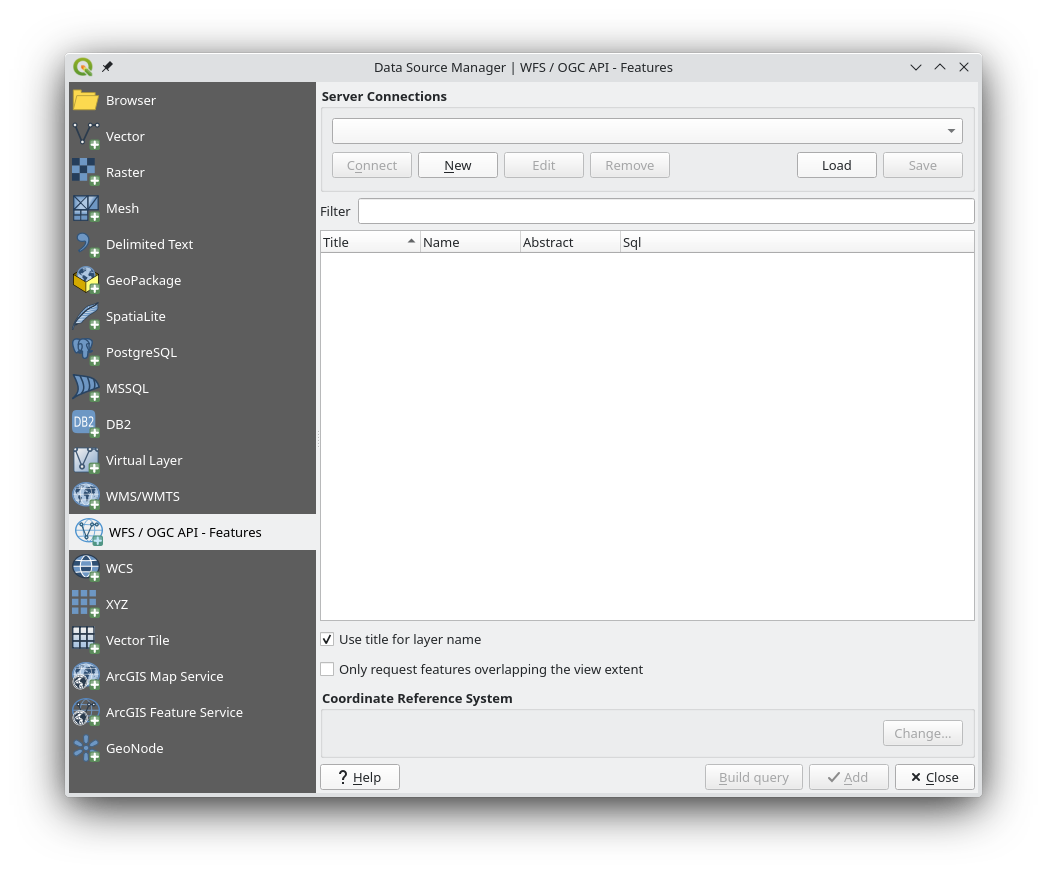 Data Source Manager | WFS / OGC API - Features
Browser
Vector
Raster
Mesh
Delimited Text
GeoPackage
SpatiaLite
PostgreSQL
MSSQL
DB2
DB2
Virtual Layer
WMS/WMTS
WFS / OGC API - Features
WCS
XYZ
Vector Tile
ArcGIS Map Service
ArcGIS Feature Service
GeoNode
Server Connections
Connect New Edit Remove Load Save
Filter
Title Name Abstract Sql
Use title for layer name
Only request features overlapping the view extent
Coordinate Reference System
Change...
? Help Build query Add Close